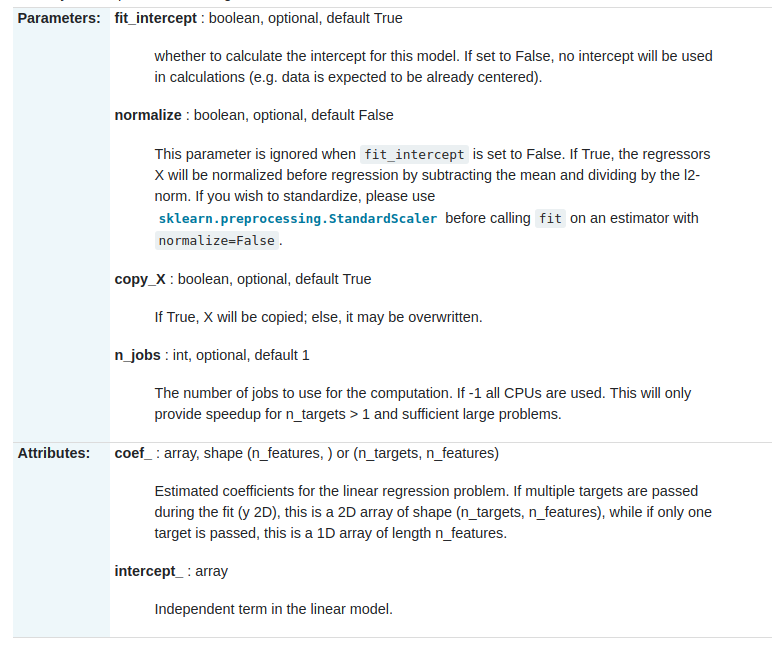 Parameters: fit_intercept : boolean, optional, default True
whether to calculate the intercept for this model. If set to False, no intercept will be used
in calculations (e.g. data is expected to be already centered).
normalize : boolean, optional, default False
This parameter is ignored when fit_intercept is set to False. If True, the regressors
X will be normalized before regression by subtracting the mean and dividing by the l2-
norm. If you wish to standardize, please use
sklearn.preprocessing.StandardScaler before calling fit on an estimator with
normalize=False.
copy_X : boolean, optional, default True
If True, X will be copied; else, it may be overwritten.
n_jobs : int, optional, default 1
The number of jobs to use for the computation. If -1 all CPUs are used. This will only
provide speedup for n_targets > 1 and sufficient large problems.
Attributes: coef_ : array, shape (n_features, ) or (n_targets, n_features)
Estimated coefficients for the linear regression problem. If multiple targets are passed
during the fit (y 2D), this is a 2D array of shape (n_targets, n_features), while if only one
target is passed, this is a 1D array of length n_features.
intercept_ : array
Independent term in the linear model.